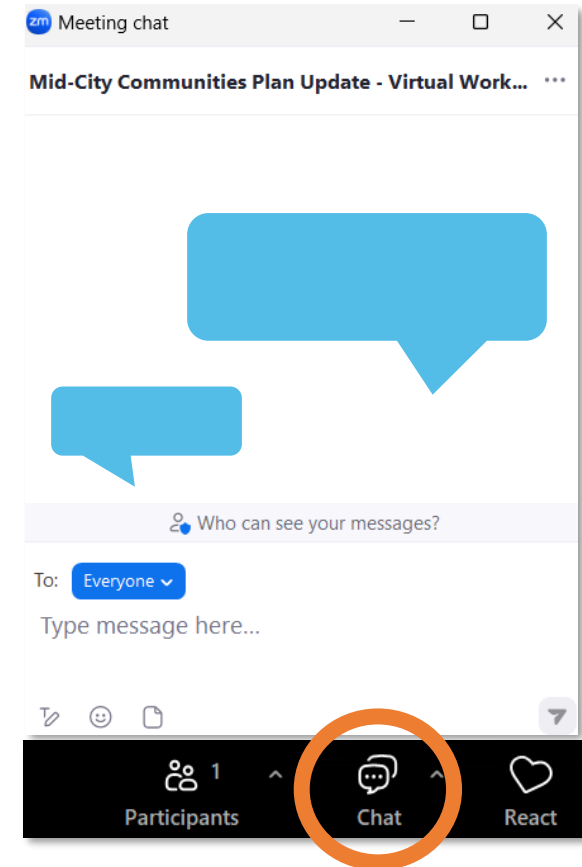 zm Meeting chat
Mid-City Communities Plan Update - Virtual Work...
Who can see your messages?
To: Everyone
Type message here...
1
Participants
Chat
React